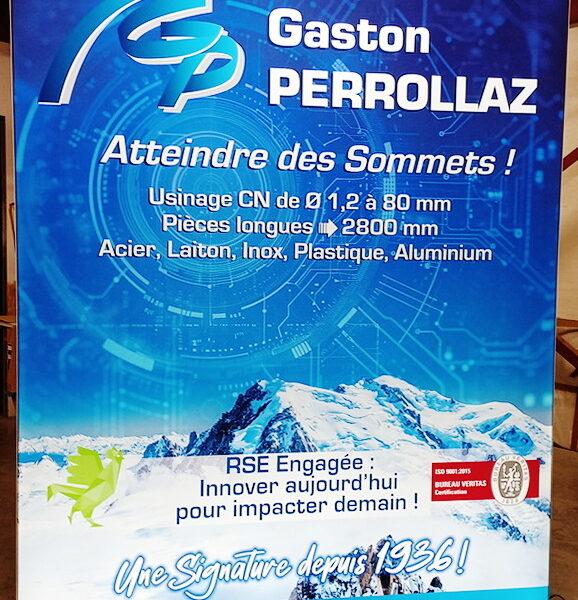 GP
Gaston
PERROLLAZ
Atteindre des Sommets !
Usinage CN de Ø 1,2 à 80 mm
Pièces longues ➠ 2800 mm
Acier, Laiton, Inox, Plastique, Aluminium
RSE Engagée :
Innover aujourd'hui
pour impacter demain !
ISO 9001:2015
BUREAU VERITAS
Certification
Une Signature depuis 1936 !